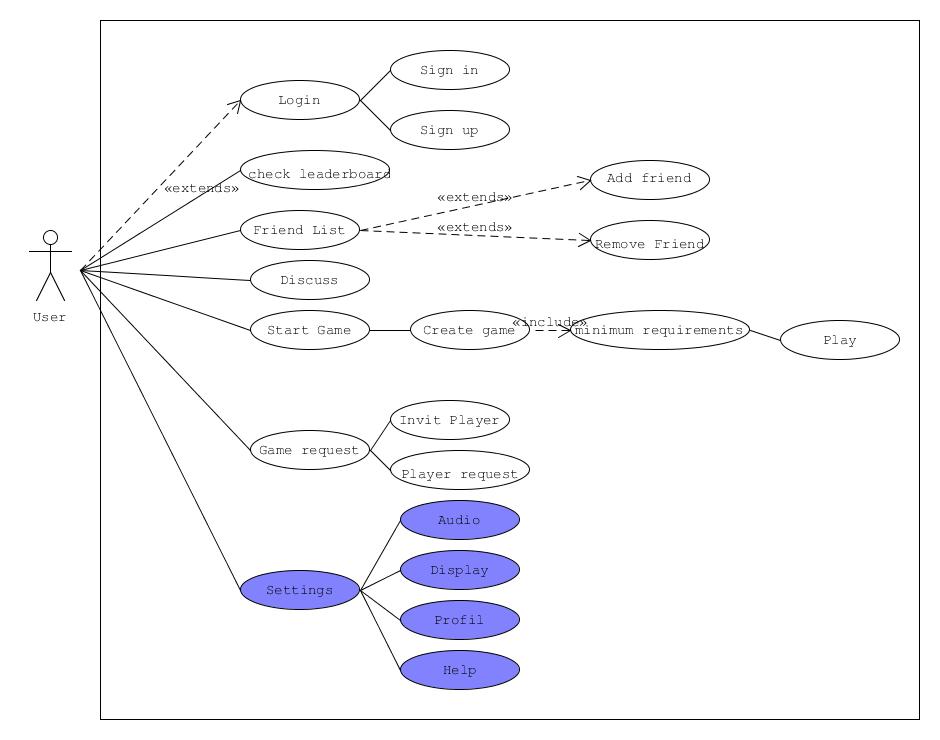 Sign in
Login
Sign up
check leaderboard
Add friend
«extends»
«extends»
Friend List
«extends»
Remove Friend
Discuss
User
Start Game
Create game
«include»
minimum requirements
Play
Invit Player
Game request
Player request
Audio
Display
Settings
Profil
Help